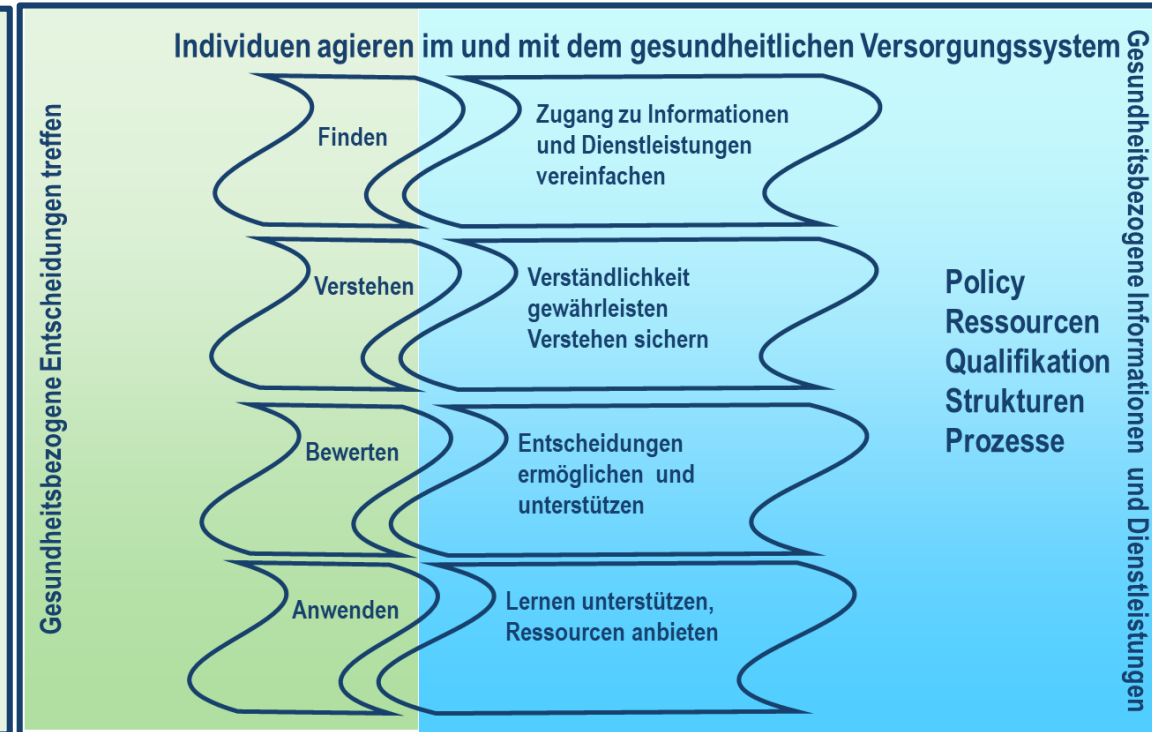 Individuen agieren im und mit dem gesundheitlichen Versorgungssystem
Gesundheitsbezogene Entscheidungen treffen
Finden
Zugang zu Informationen
und Dienstleistungen
vereinfachen
Verstehen
Verständlichkeit
gewährleisten
Verstehen sichern
Bewerten
Entscheidungen
ermöglichen und
unterstützen
Anwenden
Lernen unterstützen,
Ressourcen anbieten
Policy
Ressourcen
Qualifikation
Strukturen
Prozesse
Gesundheitsbezogene Informationen und Dienstleistungen